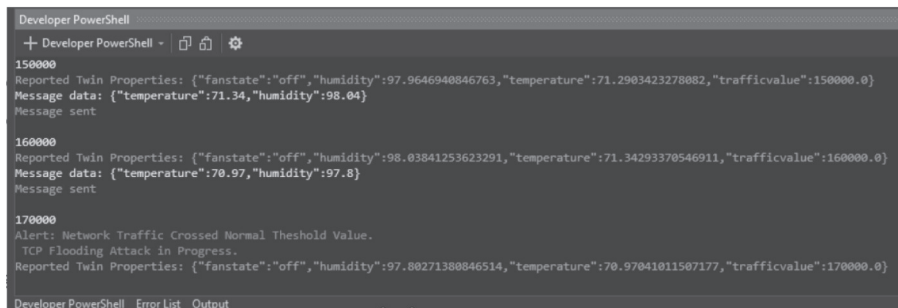 Developer PowerShell
Developer PowerShell
150000
Reported Twin Properties: {"fanstate":"off","humidity":97.9646940846763,"temperature":71.2903423278082,"trafficvalue":150000.0}
Message data: {"temperature":71.34,"humidity":98.04}
Message sent
160000
Reported Twin Properties: {"fanstate":"off","humidity":98.03841253623291,"temperature":71.34293370546911,"trafficvalue":160000.0}
Message data: {"temperature":70.97,"humidity":97.8}
Message sent
170000
Alert: Network Traffic Crossed Normal Theshold Value.
TCP Flooding Attack in Progress.
Reported Twin Properties: {"fanstate":"off","humidity":97.80271380846514,"temperature":70.97041011507177,"trafficvalue":170000.0}
Developer PowerShell Error List Output